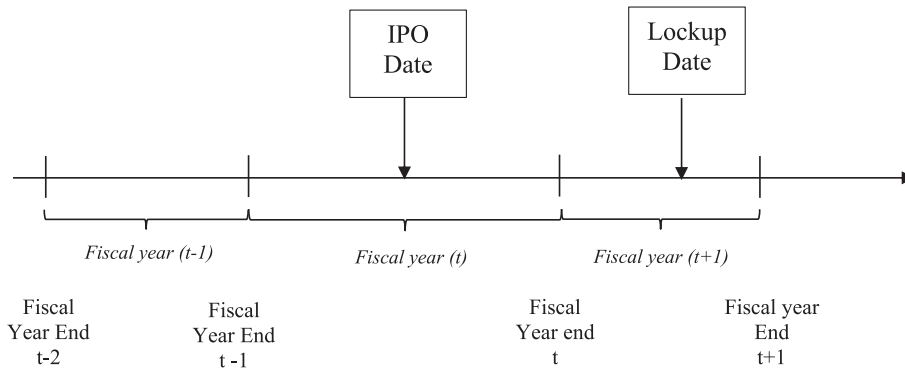 IPO
Date
Lockup
Date
Fiscal year (t-1)
Fiscal year (t)
Fiscal year (t+1)
Fiscal
Year End
t-2
Fiscal
Year End
t -1
Fiscal
Year end
t
Fiscal year
End
t+1